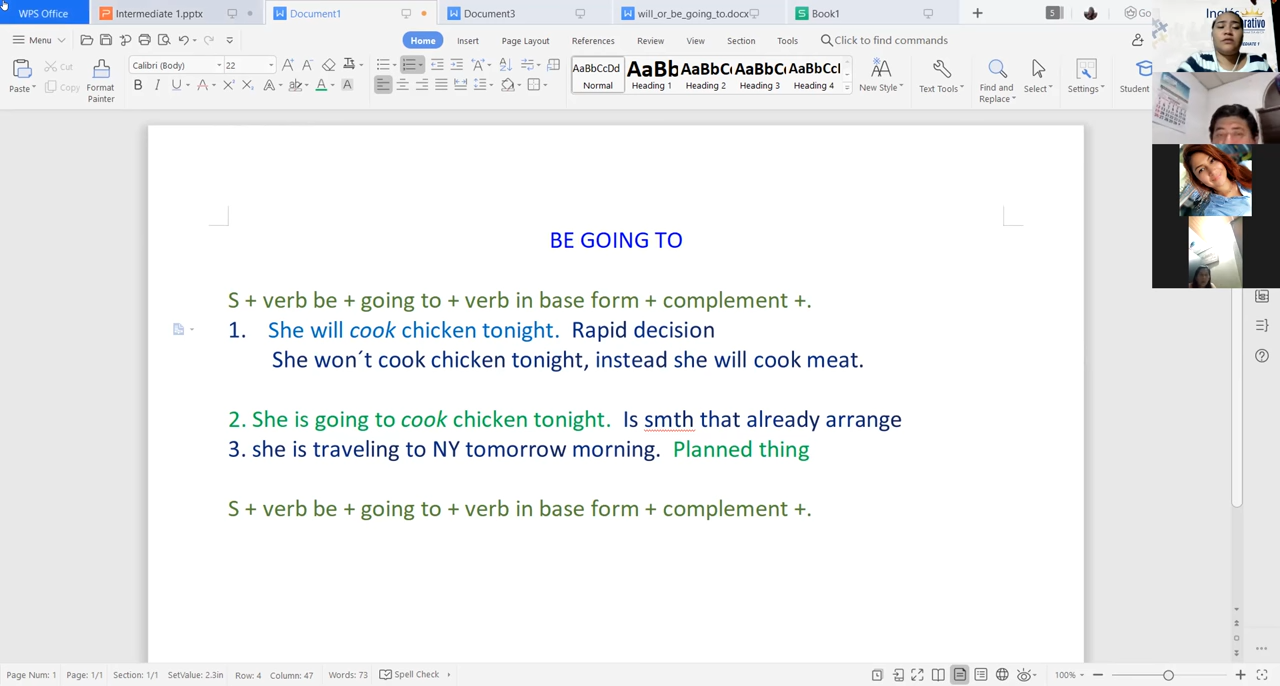 WPS Office
Intermediate 1.pptx
Document1
Document3
will_or_be_going_to.docx
Book1
+
5
Go
Menu
Home
Insert
Page Layout
References
Review
View
Section
Tools
Click to find commands
Paste
Cut
Copy
Format Painter
Calibri (Body)
22
AaBbCcDd
Normal
AaBb
Heading 1
AaBbC
Heading 2
AaBbC
Heading 3
AaBbCcl
Heading 4
New Style
Text Tools
Find and Replace
Select
Settings
Student
BE GOING TO
S + verb be + going to + verb in base form + complement +.
1. She will cook chicken tonight. Rapid decision
She won´t cook chicken tonight, instead she will cook meat.
2. She is going to cook chicken tonight. Is smth that already arrange
3. she is traveling to NY tomorrow morning. Planned thing
S + verb be + going to + verb in base form + complement +.
Page Num: 1
Page: 1/1
Section: 1/1
SetValue: 2.3in
Row: 4
Column: 47
Words: 73
Spell Check
100%